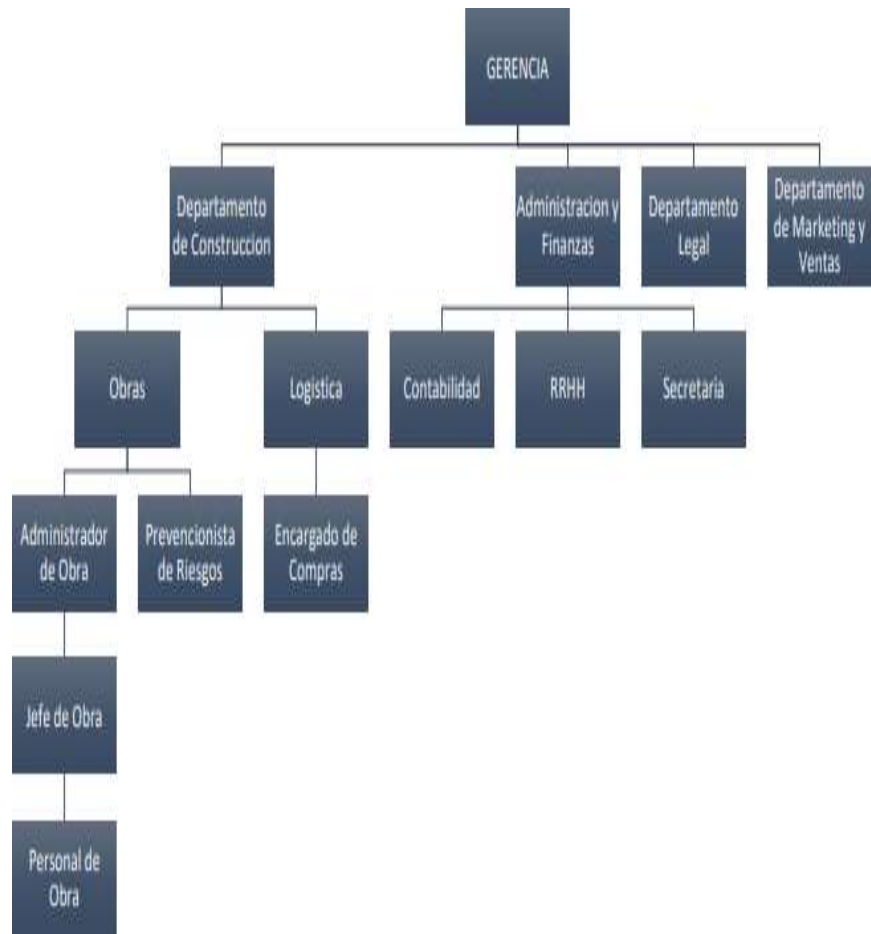 GERENCIA
Departamento
de Construccion
Administracion y
Finanzas
Departamento
Legal
Departamento
de Marketing y
Ventas
Obras
Logistica
Contabilidad
RRHH
Secretaria
Administrador
de Obra
Prevencionista
de Riesgos
Encargado de
Compras
Jefe de Obra
Personal de
Obra